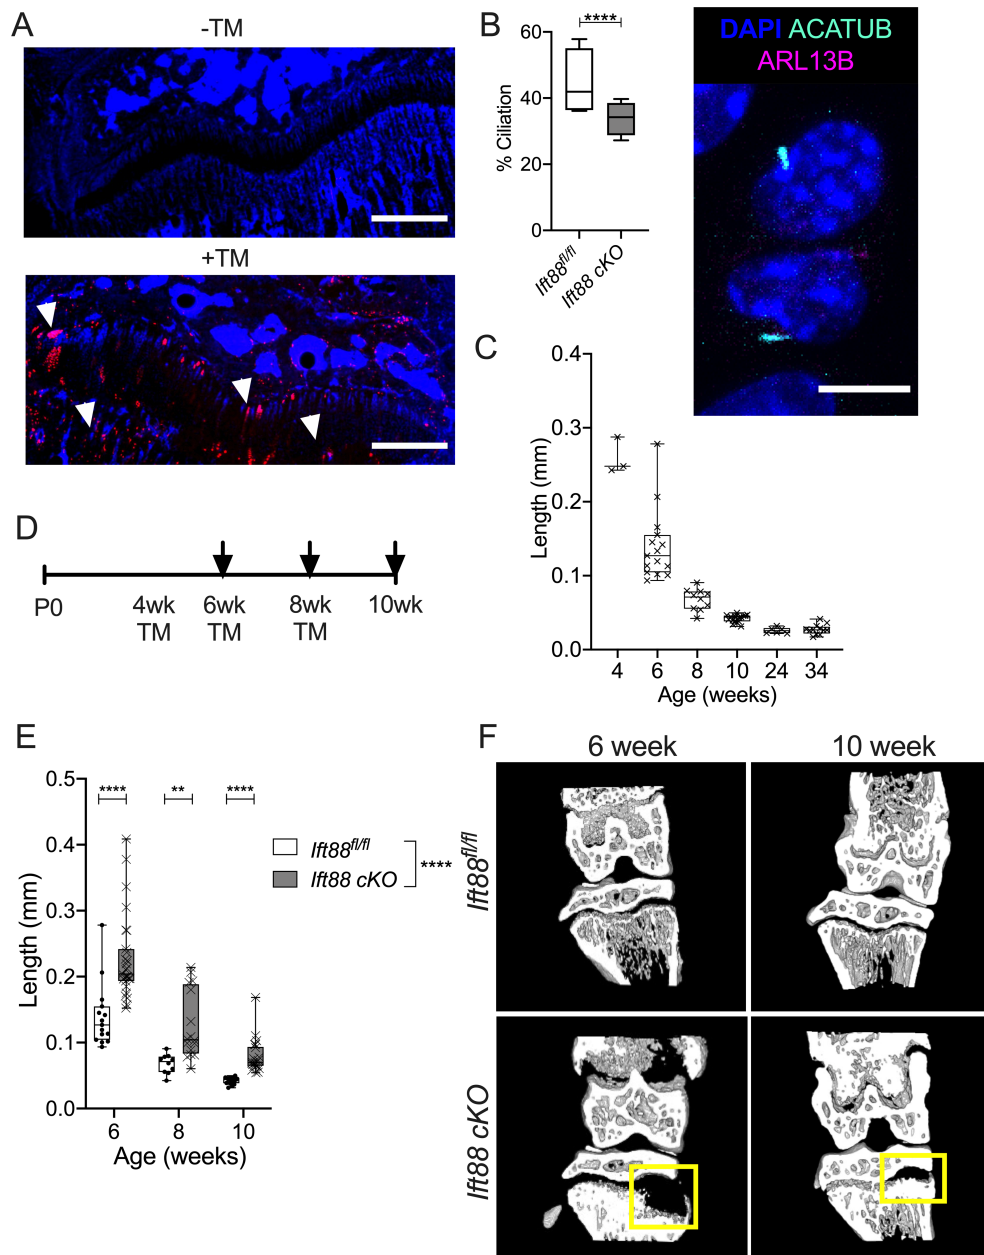 A
-TM
+TM
B
60
40
20
0
% Ciliation
****
Ift88fl/fl
Ift88 cKO
DAPI ACATUB
ARL13B
C
0.4
0.3
0.2
0.1
0.0
Length (mm)
4 6 8 10 24 34
Age (weeks)
D
P0 4wk 6wk 8wk 10wk
TM TM TM
E
0.5
0.4
0.3
0.2
0.1
0.0
Length (mm)
**** ** ****
Ift88fl/fl
Ift88 cKO
****
6 8 10
Age (weeks)
F
6 week 10 week
Ift88fl/fl
Ift88 cKO